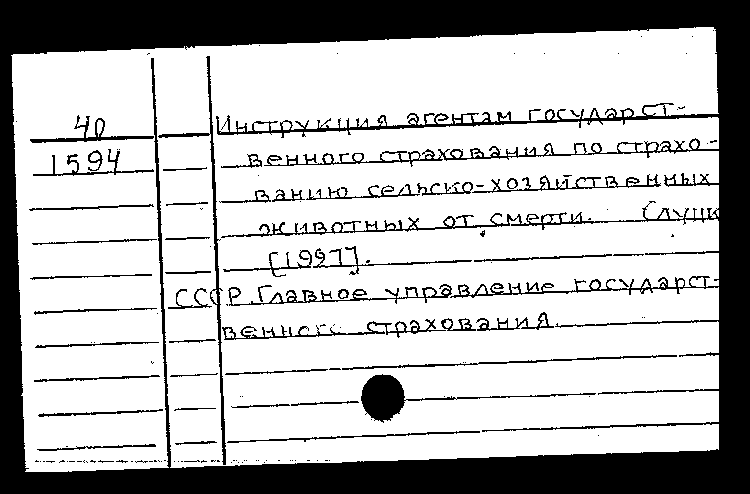 40
1594
Инструкция агентам государст-
венного страхования по страхо-
ванию сельско-хозяйственных
животных от смерти.
[1927].
СССР. Главное управление государст-
венного страхования